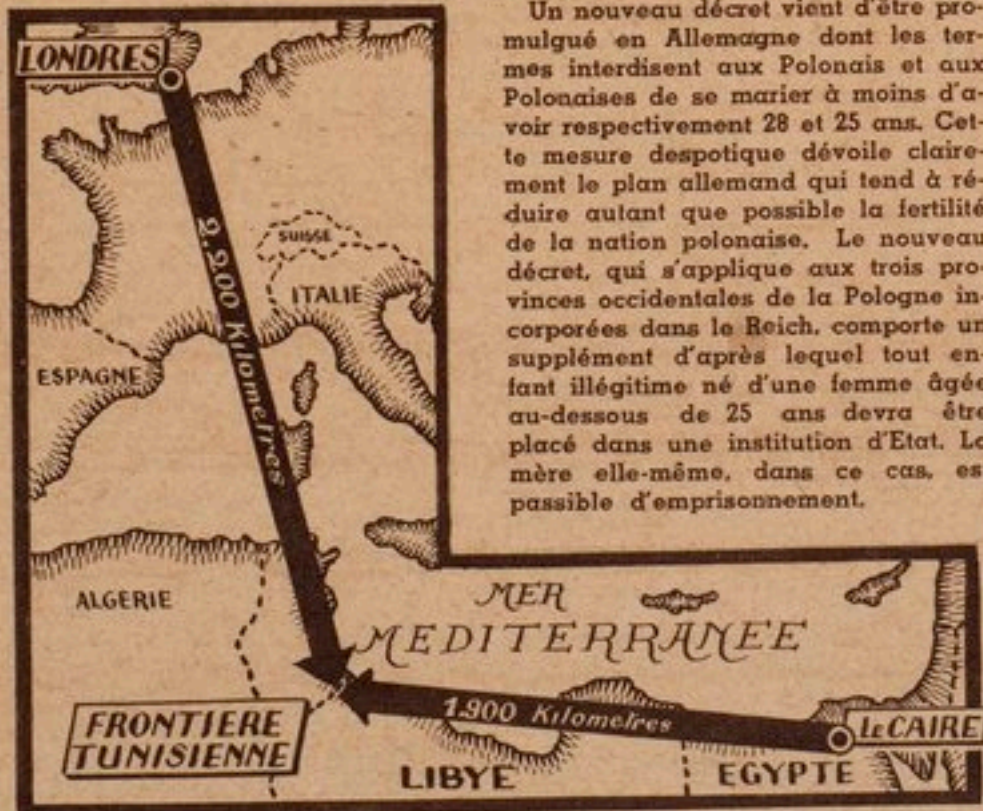 Un nouveau décret vient d'être pro-
mulgué en Allemagne dont les ter-
mes interdisent aux Polonais et aux
Polonaises de se marier à moins d'a-
voir respectivement 28 et 25 ans. Cet-
te mesure despotique dévoile claire-
ment le plan allemand qui tend à ré-
duire autant que possible la fertilité
de la nation polonaise. Le nouveau
décret, qui s'applique aux trois pro-
vinces occidentales de la Pologne in-
corporées dans le Reich, comporte un
supplément d'après lequel tout en-
fant illégitime né d'une femme âgée
au-dessous de 25 ans devra être
placé dans une institution d'Etat. La
mère elle-même, dans ce cas, es
passible d'emprisonnement.
LONDRES
2.200 Kilometres
SUISSE
ITALIE
ESPAGNE
ALGERIE
MER
MEDITERRANEE
FRONTIERE
TUNISIENNE
1.900 Kilometres
Le CAIRE
LIBYE
EGYPTE